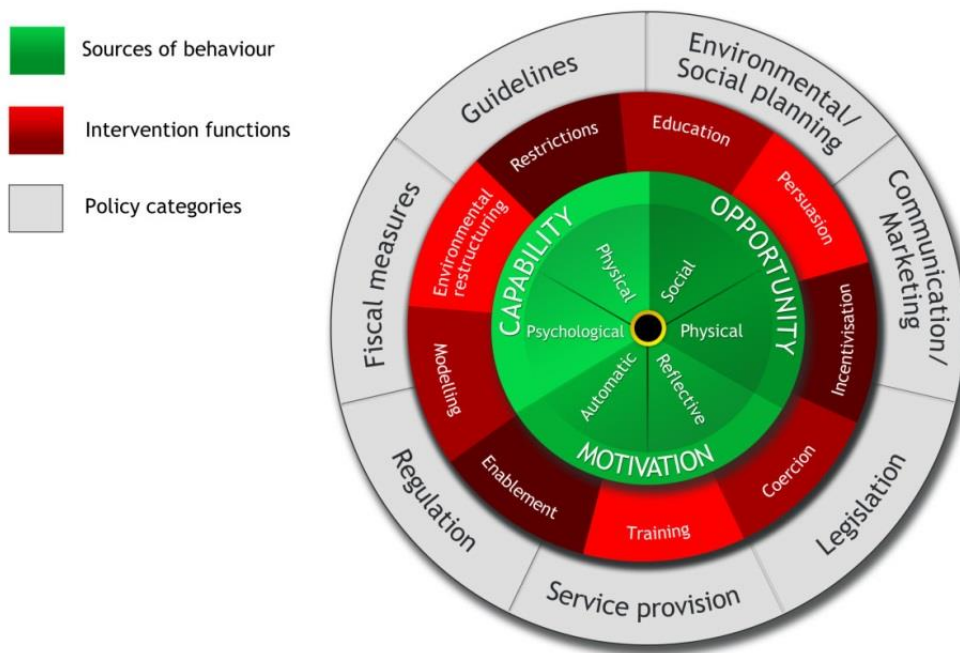 Sources of behaviour
Intervention functions
Policy categories
Guidelines
Environmental/
Social planning
Communication/
Marketing
Legislation
Service provision
Regulation
Fiscal measures
Restrictions
Education
Persuasion
Incentivisation
Coercion
Training
Enablement
Modelling
Environmental
restructuring
CAPABILITY
OPPORTUNITY
MOTIVATION
Physical
Social
Physical
Reflective
Automatic
Psychological